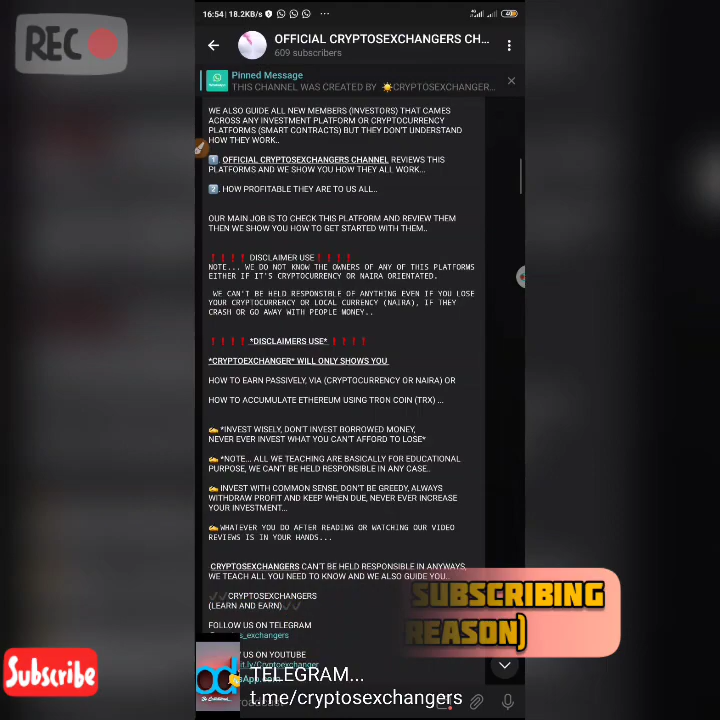 REC
16:54 | 18.2KB/s
OFFICIAL CRYPTOSEXCHANGERS CH...
609 subscribers
Pinned Message
THIS CHANNEL WAS CREATED BY ☀️CRYPTOSEXCHANGER...
WE ALSO GUIDE ALL NEW MEMBERS (INVESTORS) THAT CAMES
ACROSS ANY INVESTMENT PLATFORM OR CRYPTOCURRENCY
PLATFORMS (SMART CONTRACTS) BUT THEY DON'T UNDERSTAND
HOW THEY WORK..
1️⃣. OFFICIAL CRYPTOSEXCHANGERS CHANNEL REVIEWS THIS
PLATFORMS AND WE SHOW YOU HOW THEY ALL WORK...
2️⃣. HOW PROFITABLE THEY ARE TO US ALL..
OUR MAIN JOB IS TO CHECK THIS PLATFORM AND REVIEW THEM
THEN WE SHOW YOU HOW TO GET STARTED WITH THEM..
❗❗❗❗DISCLAIMER USE❗❗❗❗
NOTE... WE DO NOT KNOW THE OWNERS OF ANY OF THIS PLATFORMS
EITHER IF IT'S CRYPTOCURRENCY OR NAIRA ORIENTATED.
WE CAN'T BE HELD RESPONSIBLE OF ANYTHING EVEN IF YOU LOSE
YOUR CRYPTOCURRENCY OR LOCAL CURRENCY (NAIRA), IF THEY
CRASH OR GO AWAY WITH PEOPLE MONEY..
❗❗❗❗*DISCLAIMERS USE*❗❗❗❗
*CRYPTOEXCHANGER* WILL ONLY SHOWS YOU
HOW TO EARN PASSIVELY, VIA (CRYPTOCURRENCY OR NAIRA) OR
HOW TO ACCUMULATE ETHEREUM USING TRON COIN (TRX) ...
✍️ *INVEST WISELY, DON'T INVEST BORROWED MONEY,
NEVER EVER INVEST WHAT YOU CAN'T AFFORD TO LOSE*
✍️ *NOTE... ALL WE TEACHING ARE BASICALLY FOR EDUCATIONAL
PURPOSE, WE CAN'T BE HELD RESPONSIBLE IN ANY CASE..
✍️ INVEST WITH COMMON SENSE, DON'T BE GREEDY, ALWAYS
WITHDRAW PROFIT AND KEEP WHEN DUE, NEVER EVER INCREASE
YOUR INVESTMENT...
✍️ WHATEVER YOU DO AFTER READING OR WATCHING OUR VIDEO
REVIEWS IS IN YOUR HANDS...
CRYPTOSEXCHANGERS CAN'T BE HELD RESPONSIBLE IN ANYWAYS,
WE TEACH ALL YOU NEED TO KNOW AND WE ALSO GUIDE YOU..
SUBSCRIBING
REASON)
✔✔CRYPTOSEXCHANGERS
(LEARN AND EARN)✔✔
FOLLOW US ON TELEGRAM
s_exchangers
US ON YOUTUBE
it.ly/Cryptoexchanger
sApp.com
Subscribe
TELEGRAM...
t.me/cryptosexchangers